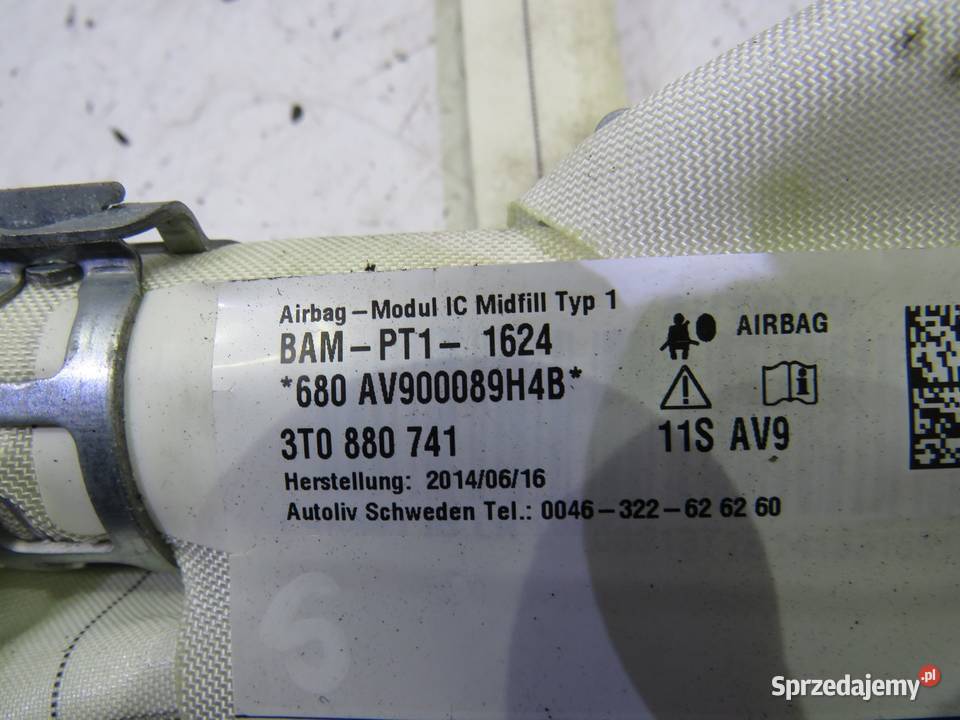 Airbag-Modul IC Midfill Typ 1
BAM-PT1- 1624
*680 AV900089H4B*
3T0 880 741
Herstellung: 2014/06/16
Autoliv Schweden Tel.: 0046-322-62 62 60
AIRBAG
11S AV9
6
Sprzedajemy.pl